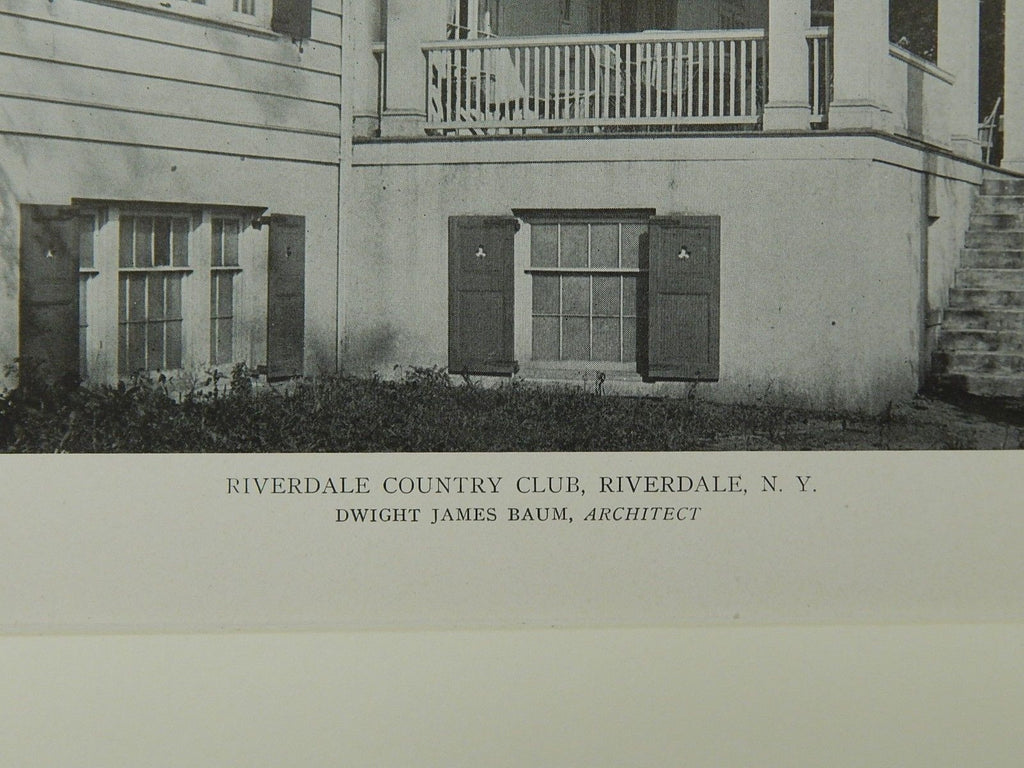 RIVERDALE COUNTRY CLUB, RIVERDALE, N. Y.
DWIGHT JAMES BAUM, ARCHITECT